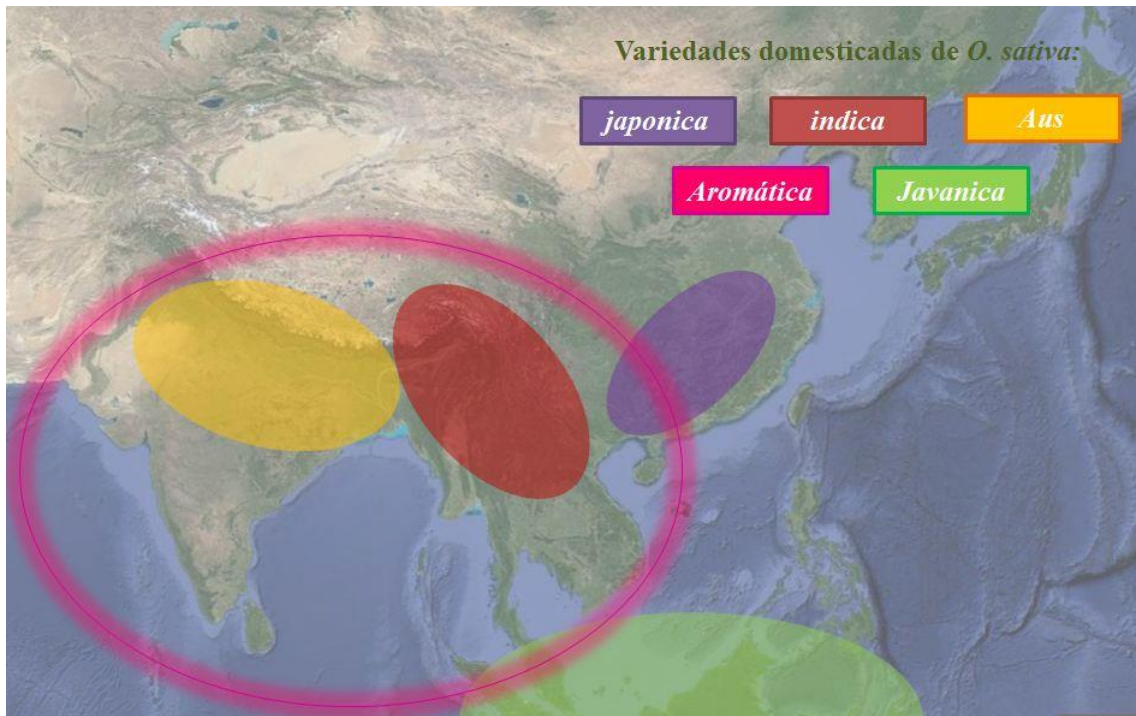 Variedades domesticadas de O. sativa:
japonica indica Aus
Aromática Javanica